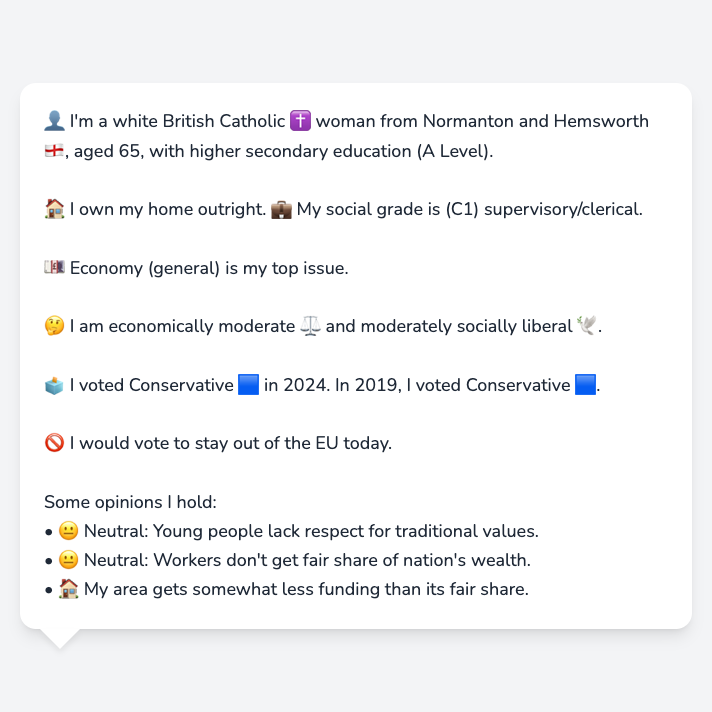 👤 I'm a white British Catholic ✝️ woman from Normanton and Hemsworth
🏴󠁧󠁢󠁥󠁮󠁧󠁿, aged 65, with higher secondary education (A Level).
🏠 I own my home outright. 💼 My social grade is (C1) supervisory/clerical.
💷 Economy (general) is my top issue.
🤔 I am economically moderate ⚖️ and moderately socially liberal 🕊️.
🗳️ I voted Conservative 🟦 in 2024. In 2019, I voted Conservative 🟦.
🚫 I would vote to stay out of the EU today.
Some opinions I hold:
• 😐 Neutral: Young people lack respect for traditional values.
• 😐 Neutral: Workers don't get fair share of nation's wealth.
• 🏠 My area gets somewhat less funding than its fair share.